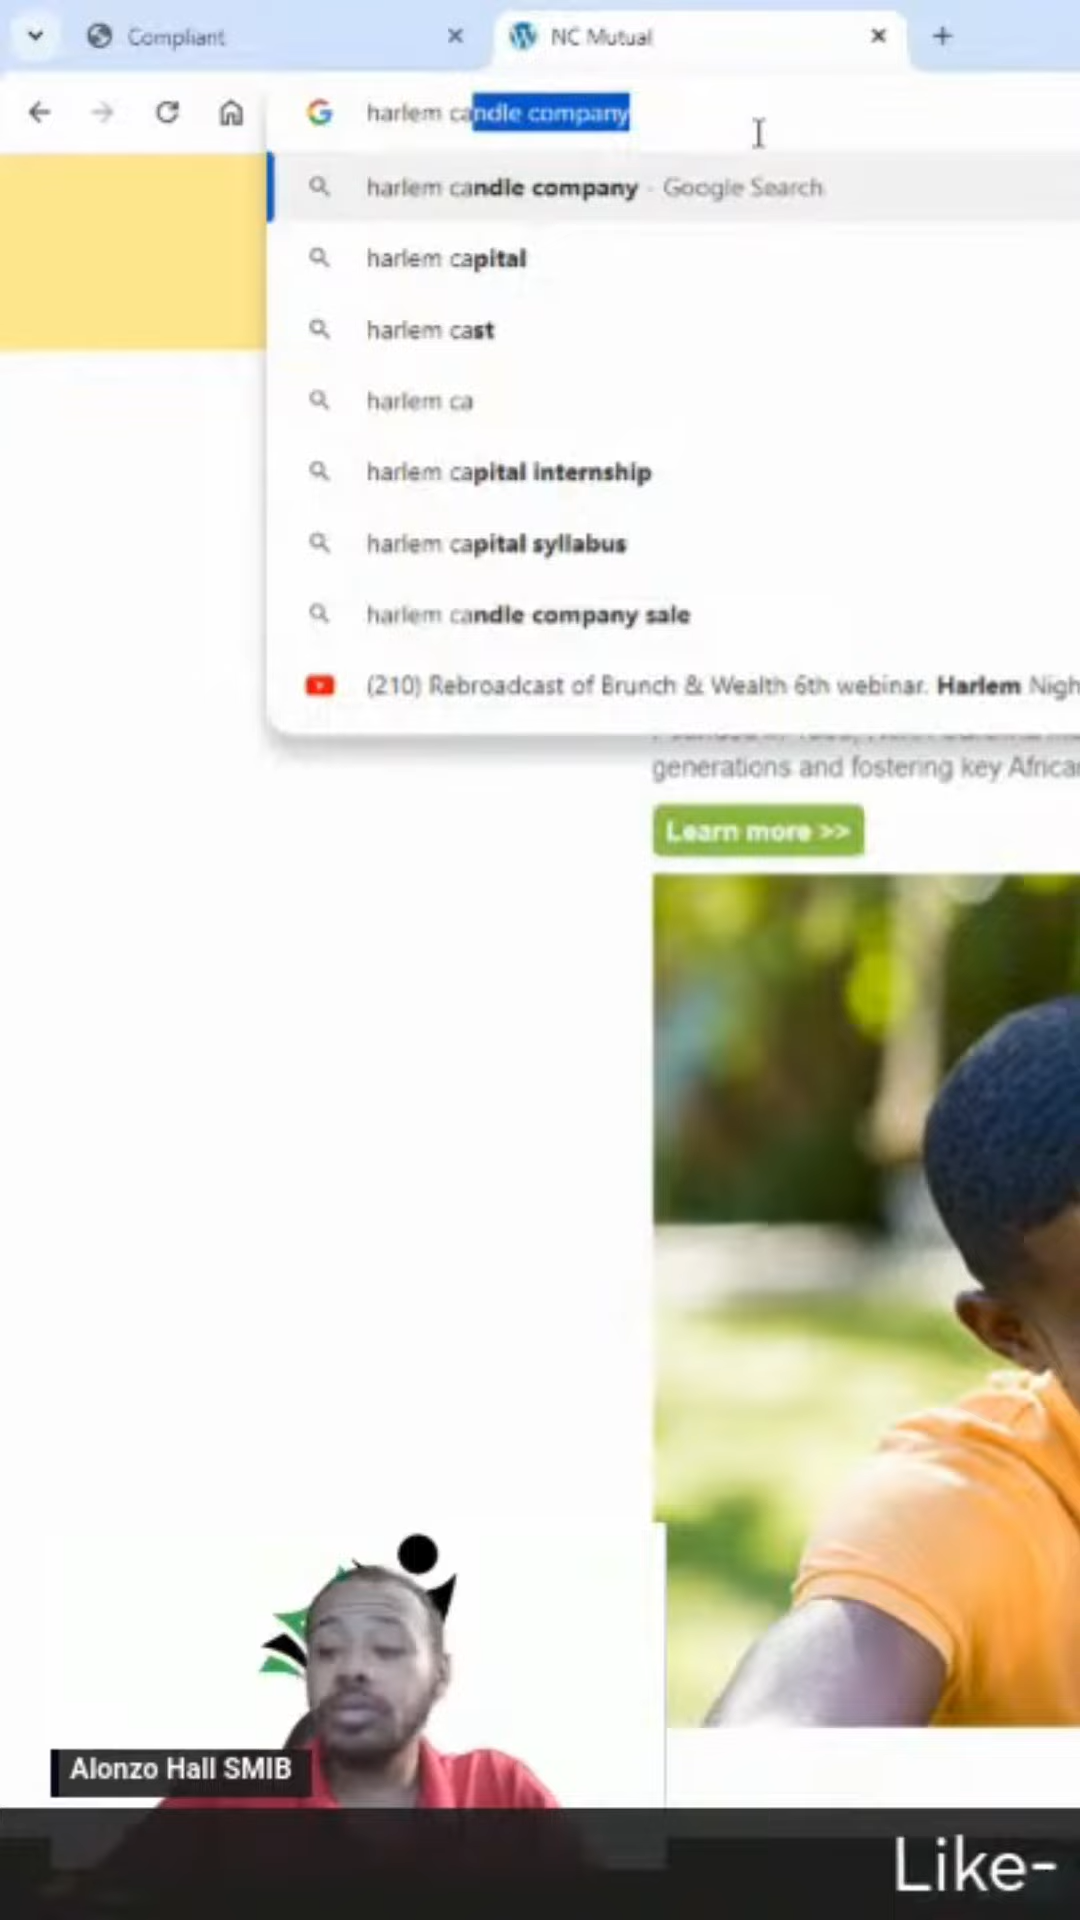 Compliant
NC Mutual
harlem candle company
harlem candle company - Google Search
harlem capital
harlem cast
harlem ca
harlem capital internship
harlem capital syllabus
harlem candle company sale
(210) Rebroadcast of Brunch & Wealth 6th webinar. Harlem Nigh
generations and fostering key Africa
Learn more >>
Alonzo Hall SMIB
Like-